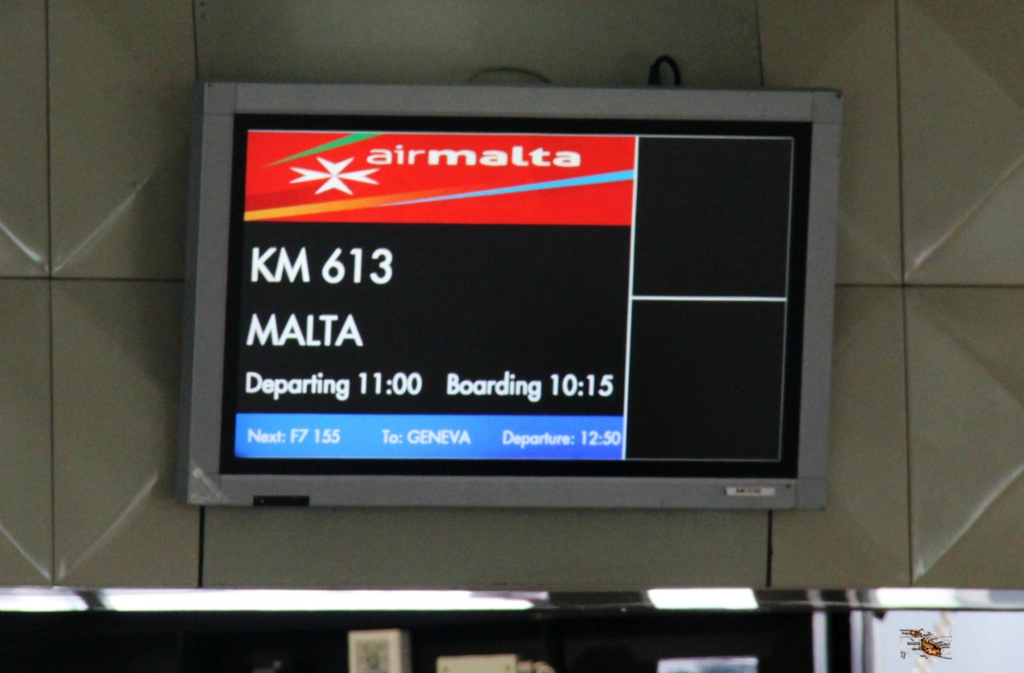 airmalta
KM 613
MALTA
Departing 11:00 Boarding 10:15
Next: F7 155 To: GENEVA Departure: 12:50